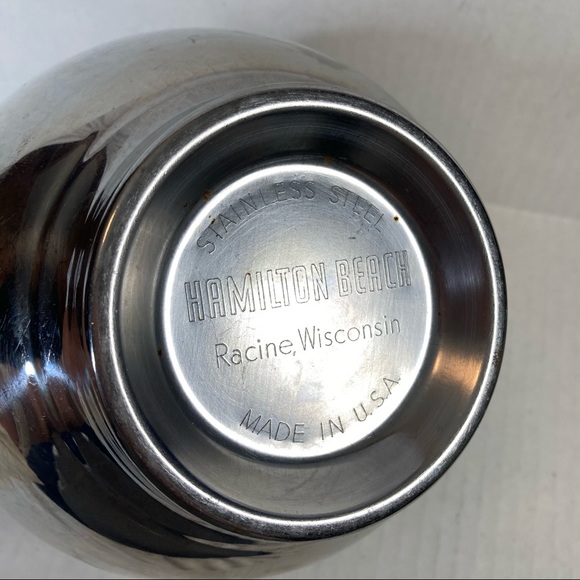 STAINLESS STEEL
HAMILTON BEACH
Racine, Wisconsin
MADE IN U.S.A.